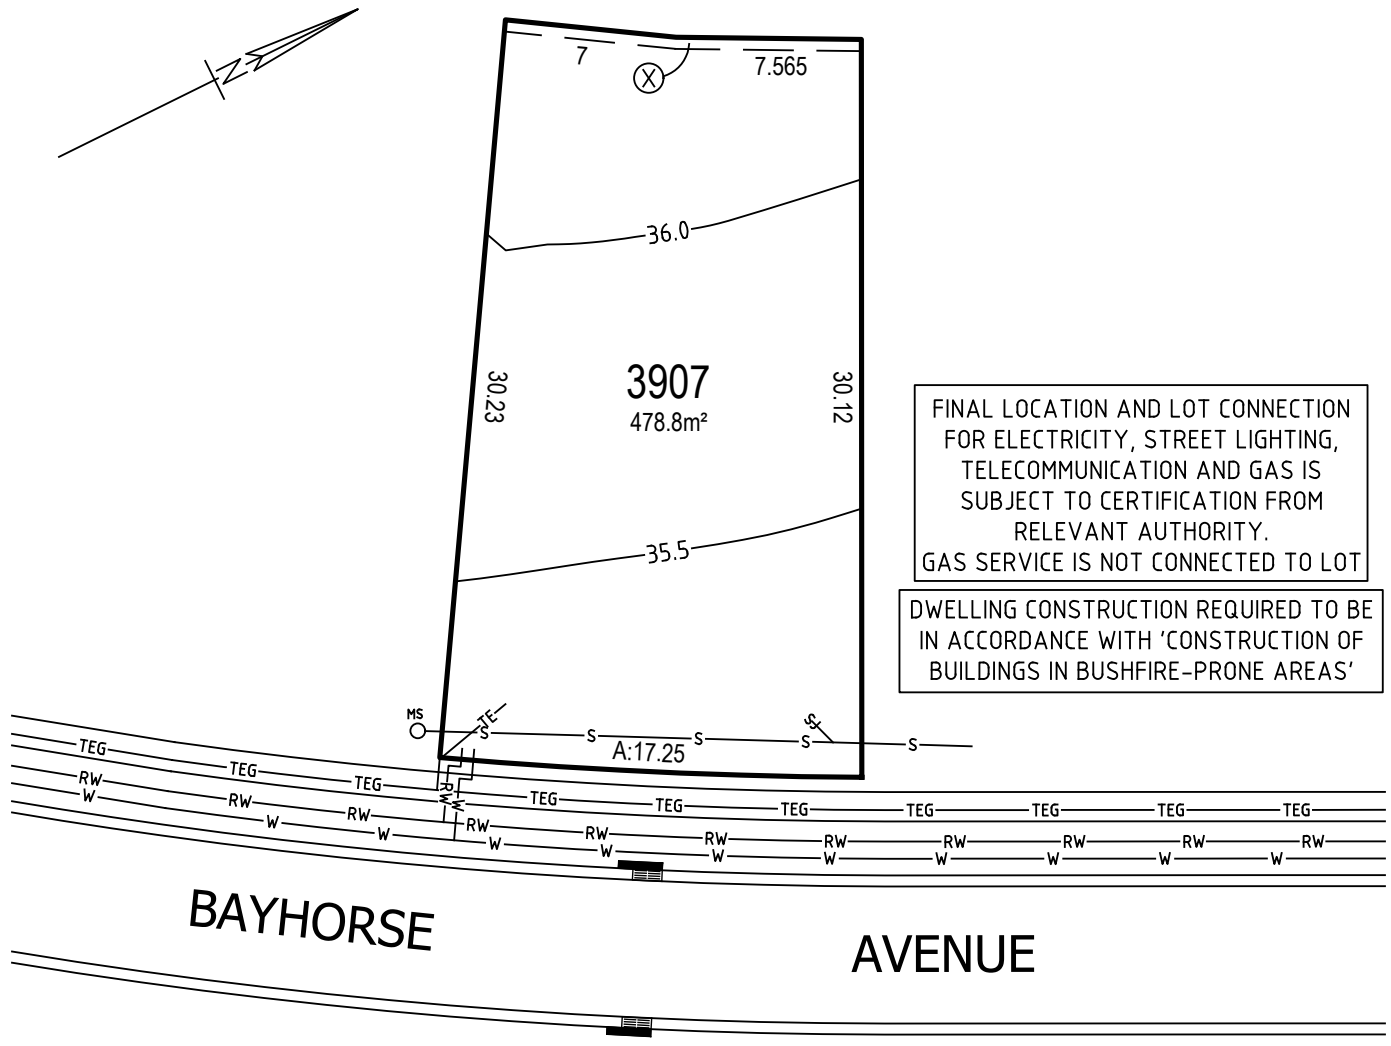 N
7
X
7.565
36.0
30.23
3907
478.8m²
30.12
FINAL LOCATION AND LOT CONNECTION
FOR ELECTRICITY, STREET LIGHTING,
TELECOMMUNICATION AND GAS IS
SUBJECT TO CERTIFICATION FROM
RELEVANT AUTHORITY.
GAS SERVICE IS NOT CONNECTED TO LOT
35.5
DWELLING CONSTRUCTION REQUIRED TO BE
IN ACCORDANCE WITH 'CONSTRUCTION OF
BUILDINGS IN BUSHFIRE-PRONE AREAS'
MS
TE
S
S S S S S
A:17.25
TEG TEG TEG TEG TEG TEG TEG TEG TEG TEG
RW W
RW RW RW RW RW RW RW RW RW RW RW
W W W W W W W W W W W
BAYHORSE AVENUE